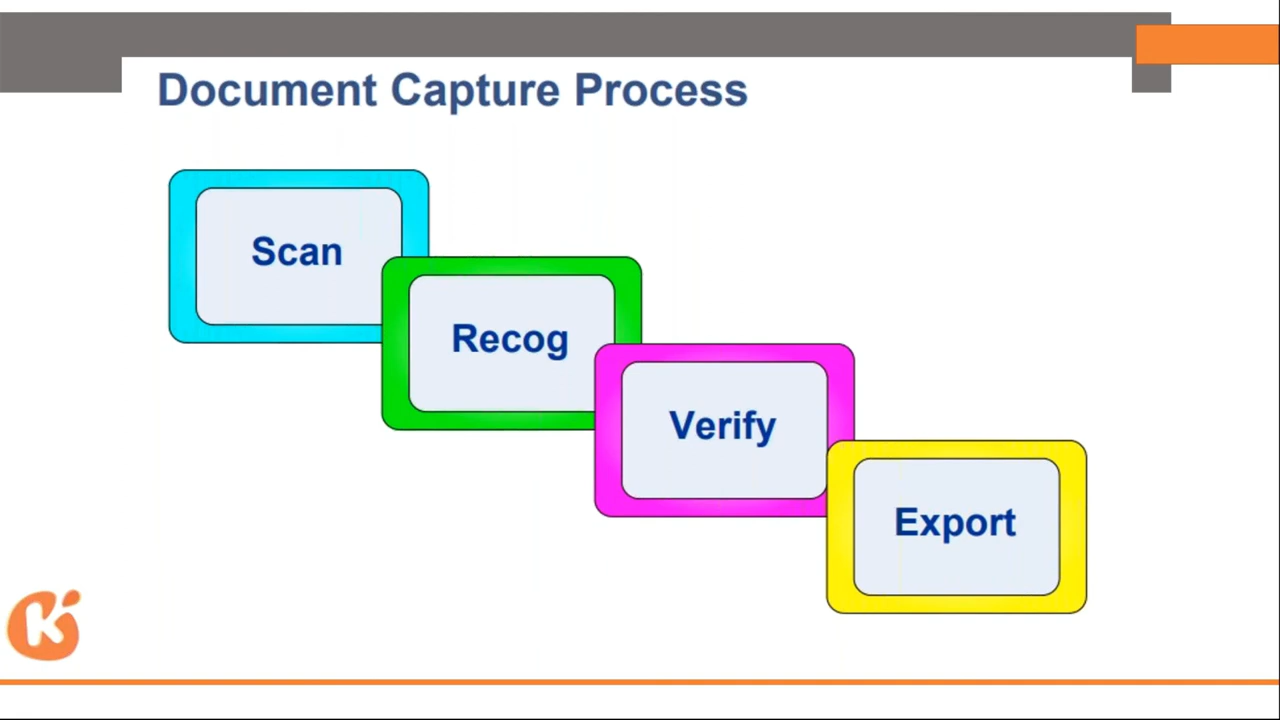 Document Capture Process
Scan
Recog
Verify
Export
K